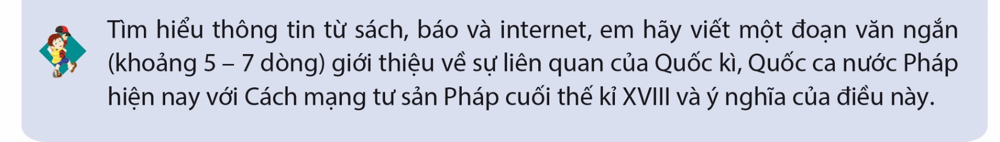 Tìm hiểu thông tin từ sách, báo và internet, em hãy viết một đoạn văn ngắn
(khoảng 5 – 7 dòng) giới thiệu về sự liên quan của Quốc kì, Quốc ca nước Pháp
hiện nay với Cách mạng tư sản Pháp cuối thế kỉ XVIII và ý nghĩa của điều này.